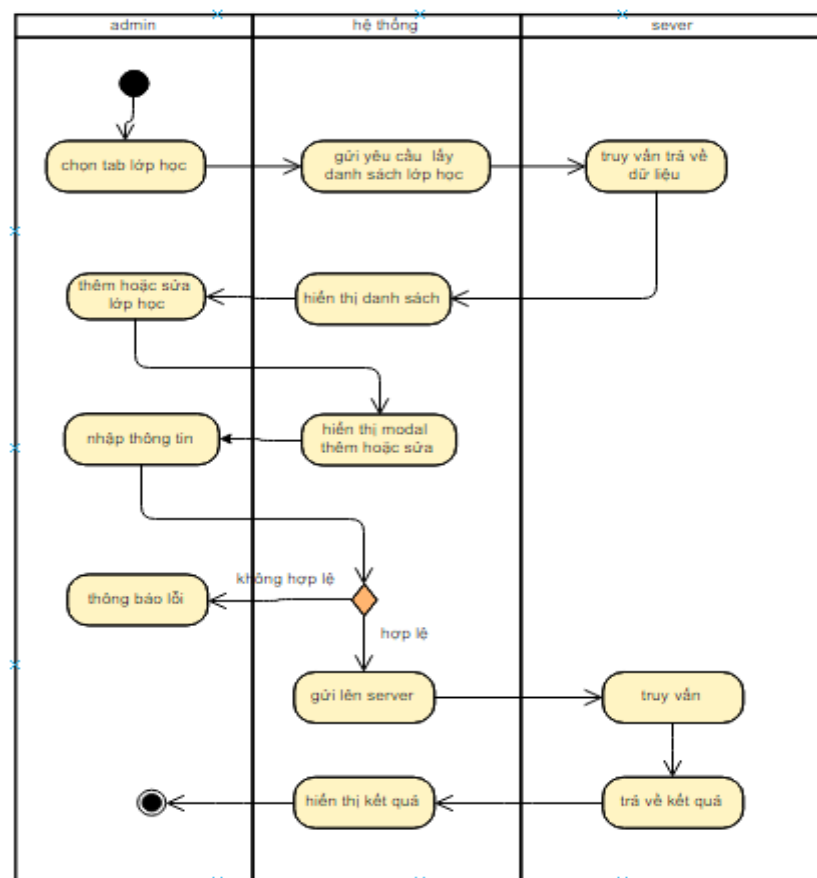 admin
hệ thống
sever
chọn tab lớp học
gửi yêu cầu lấy
danh sách lớp học
truy vấn trả về
dữ liệu
thêm hoặc sửa
lớp học
hiển thị danh sách
nhập thông tin
hiển thị modal
thêm hoặc sửa
không hợp lệ
thông báo lỗi
hợp lệ
gửi lên server
truy vấn
hiển thị kết quả
trả về kết quả